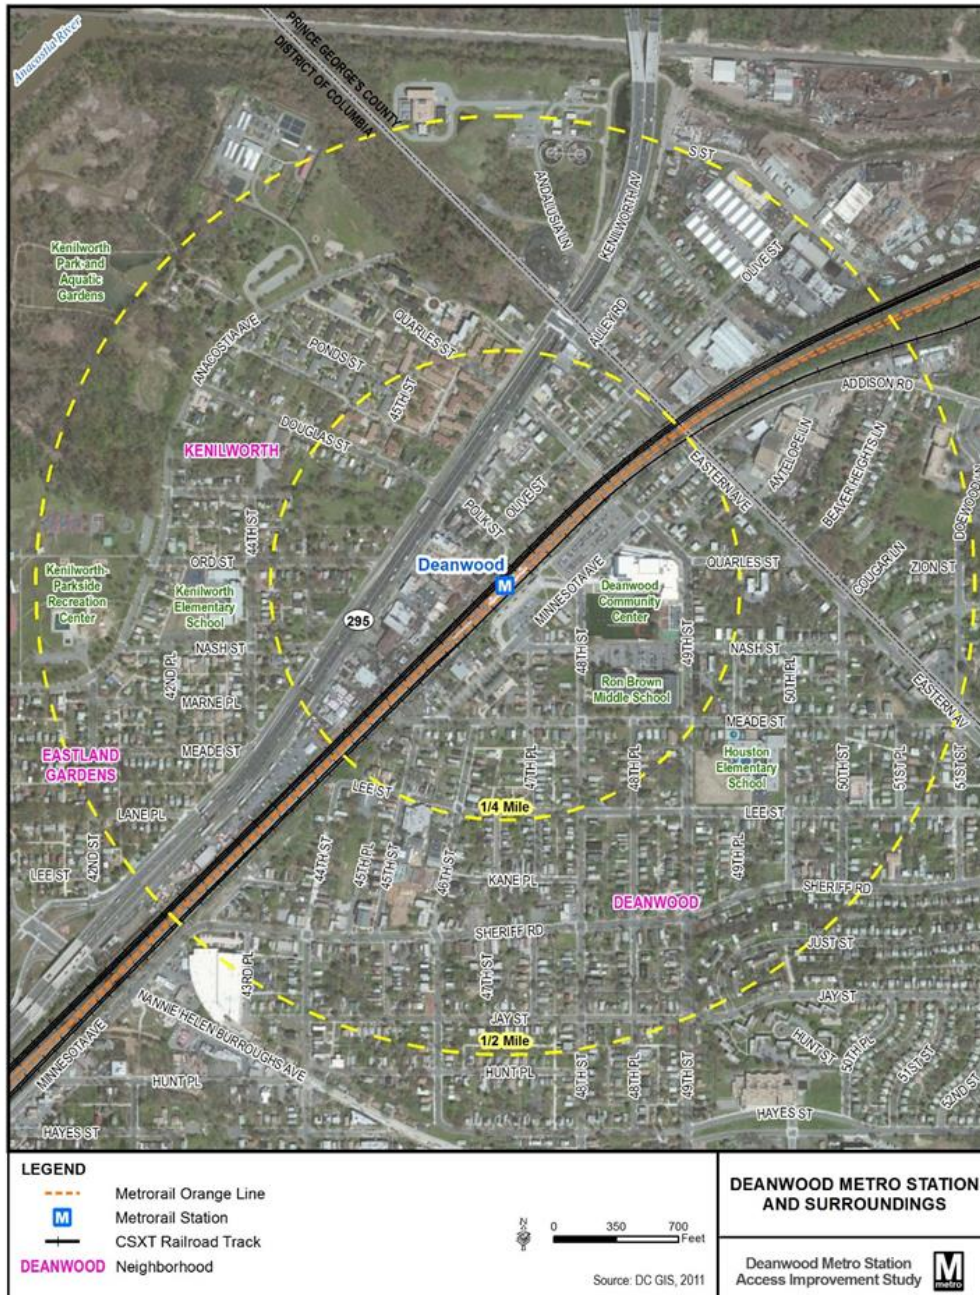 Anacostia River
PRINCE GEORGE'S COUNTY
DISTRICT OF COLUMBIA
S ST
ANDALUSIA LN
KENILWORTH AV
OLIVE ST
Kenilworth
Park and
Aquatic
Gardens
ALLEY RD
QUARLES ST
ANACOSTIA AVE
PONDS ST
45TH ST
ADDISON RD
DOUGLAS ST
KENILWORTH
ANTELOPE LN
BEAVER HEIGHTS LN
EASTERN AVE
OLIVE ST
POLK ST
44TH ST
ORD ST
Deanwood
M
MINNESOTA AVE
QUARLES ST
COUGAR LN
ZION ST
Kenilworth-
Parkside
Recreation
Center
Kenilworth
Elementary
School
Deanwood
Community
Center
295
NASH ST
48TH ST
49TH ST
NASH ST
42ND PL
MARNE PL
Ron Brown
Middle School
50TH PL
EASTERN AV
MEADE ST
MEADE ST
EASTLAND
GARDENS
47TH PL
48TH PL
Houston
Elementary
School
50TH ST
51ST PL
51ST ST
LEE ST
1/4 Mile
LEE ST
LANE PL
42ND ST
LEE ST
44TH ST
45TH PL
45TH ST
46TH ST
KANE PL
49TH PL
SHERIFF RD
DEANWOOD
SHERIFF RD
JUST ST
43RD PL
47TH ST
JAY ST
JAY ST
NANNIE HELEN BURROUGHS AVE
MINNESOTA AVE
1/2 Mile
HUNT PL
HUNT PL
48TH ST
48TH PL
49TH ST
HUNT ST
50TH PL
51ST ST
52ND ST
HAYES ST
HAYES ST
LEGEND
Metrorail Orange Line
M Metrorail Station
CSXT Railroad Track
DEANWOOD Neighborhood
N
0 350 700
Feet
Source: DC GIS, 2011
DEANWOOD METRO STATION
AND SURROUNDINGS
Deanwood Metro Station
Access Improvement Study
M
metro